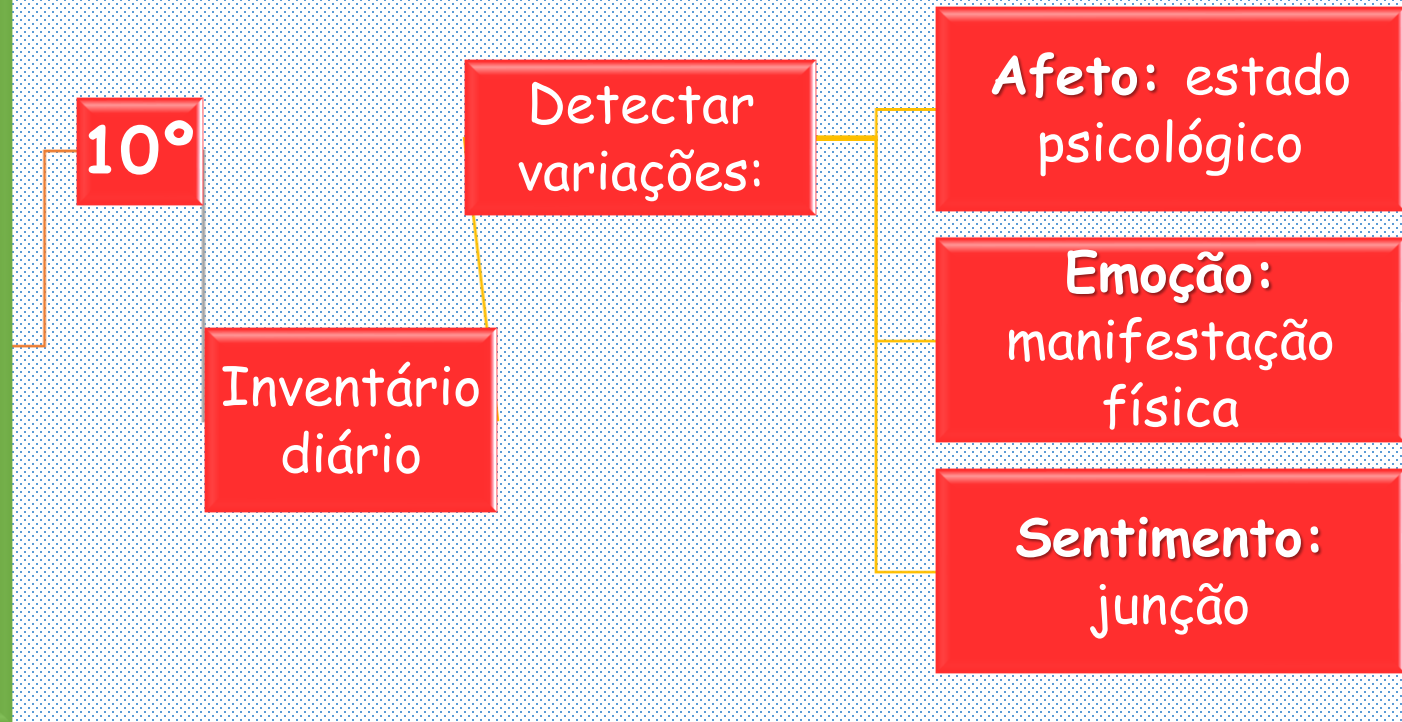 10º
Inventário
diário
Detectar
variações:
Afeto: estado
psicológico
Emoção:
manifestação
física
Sentimento:
junção